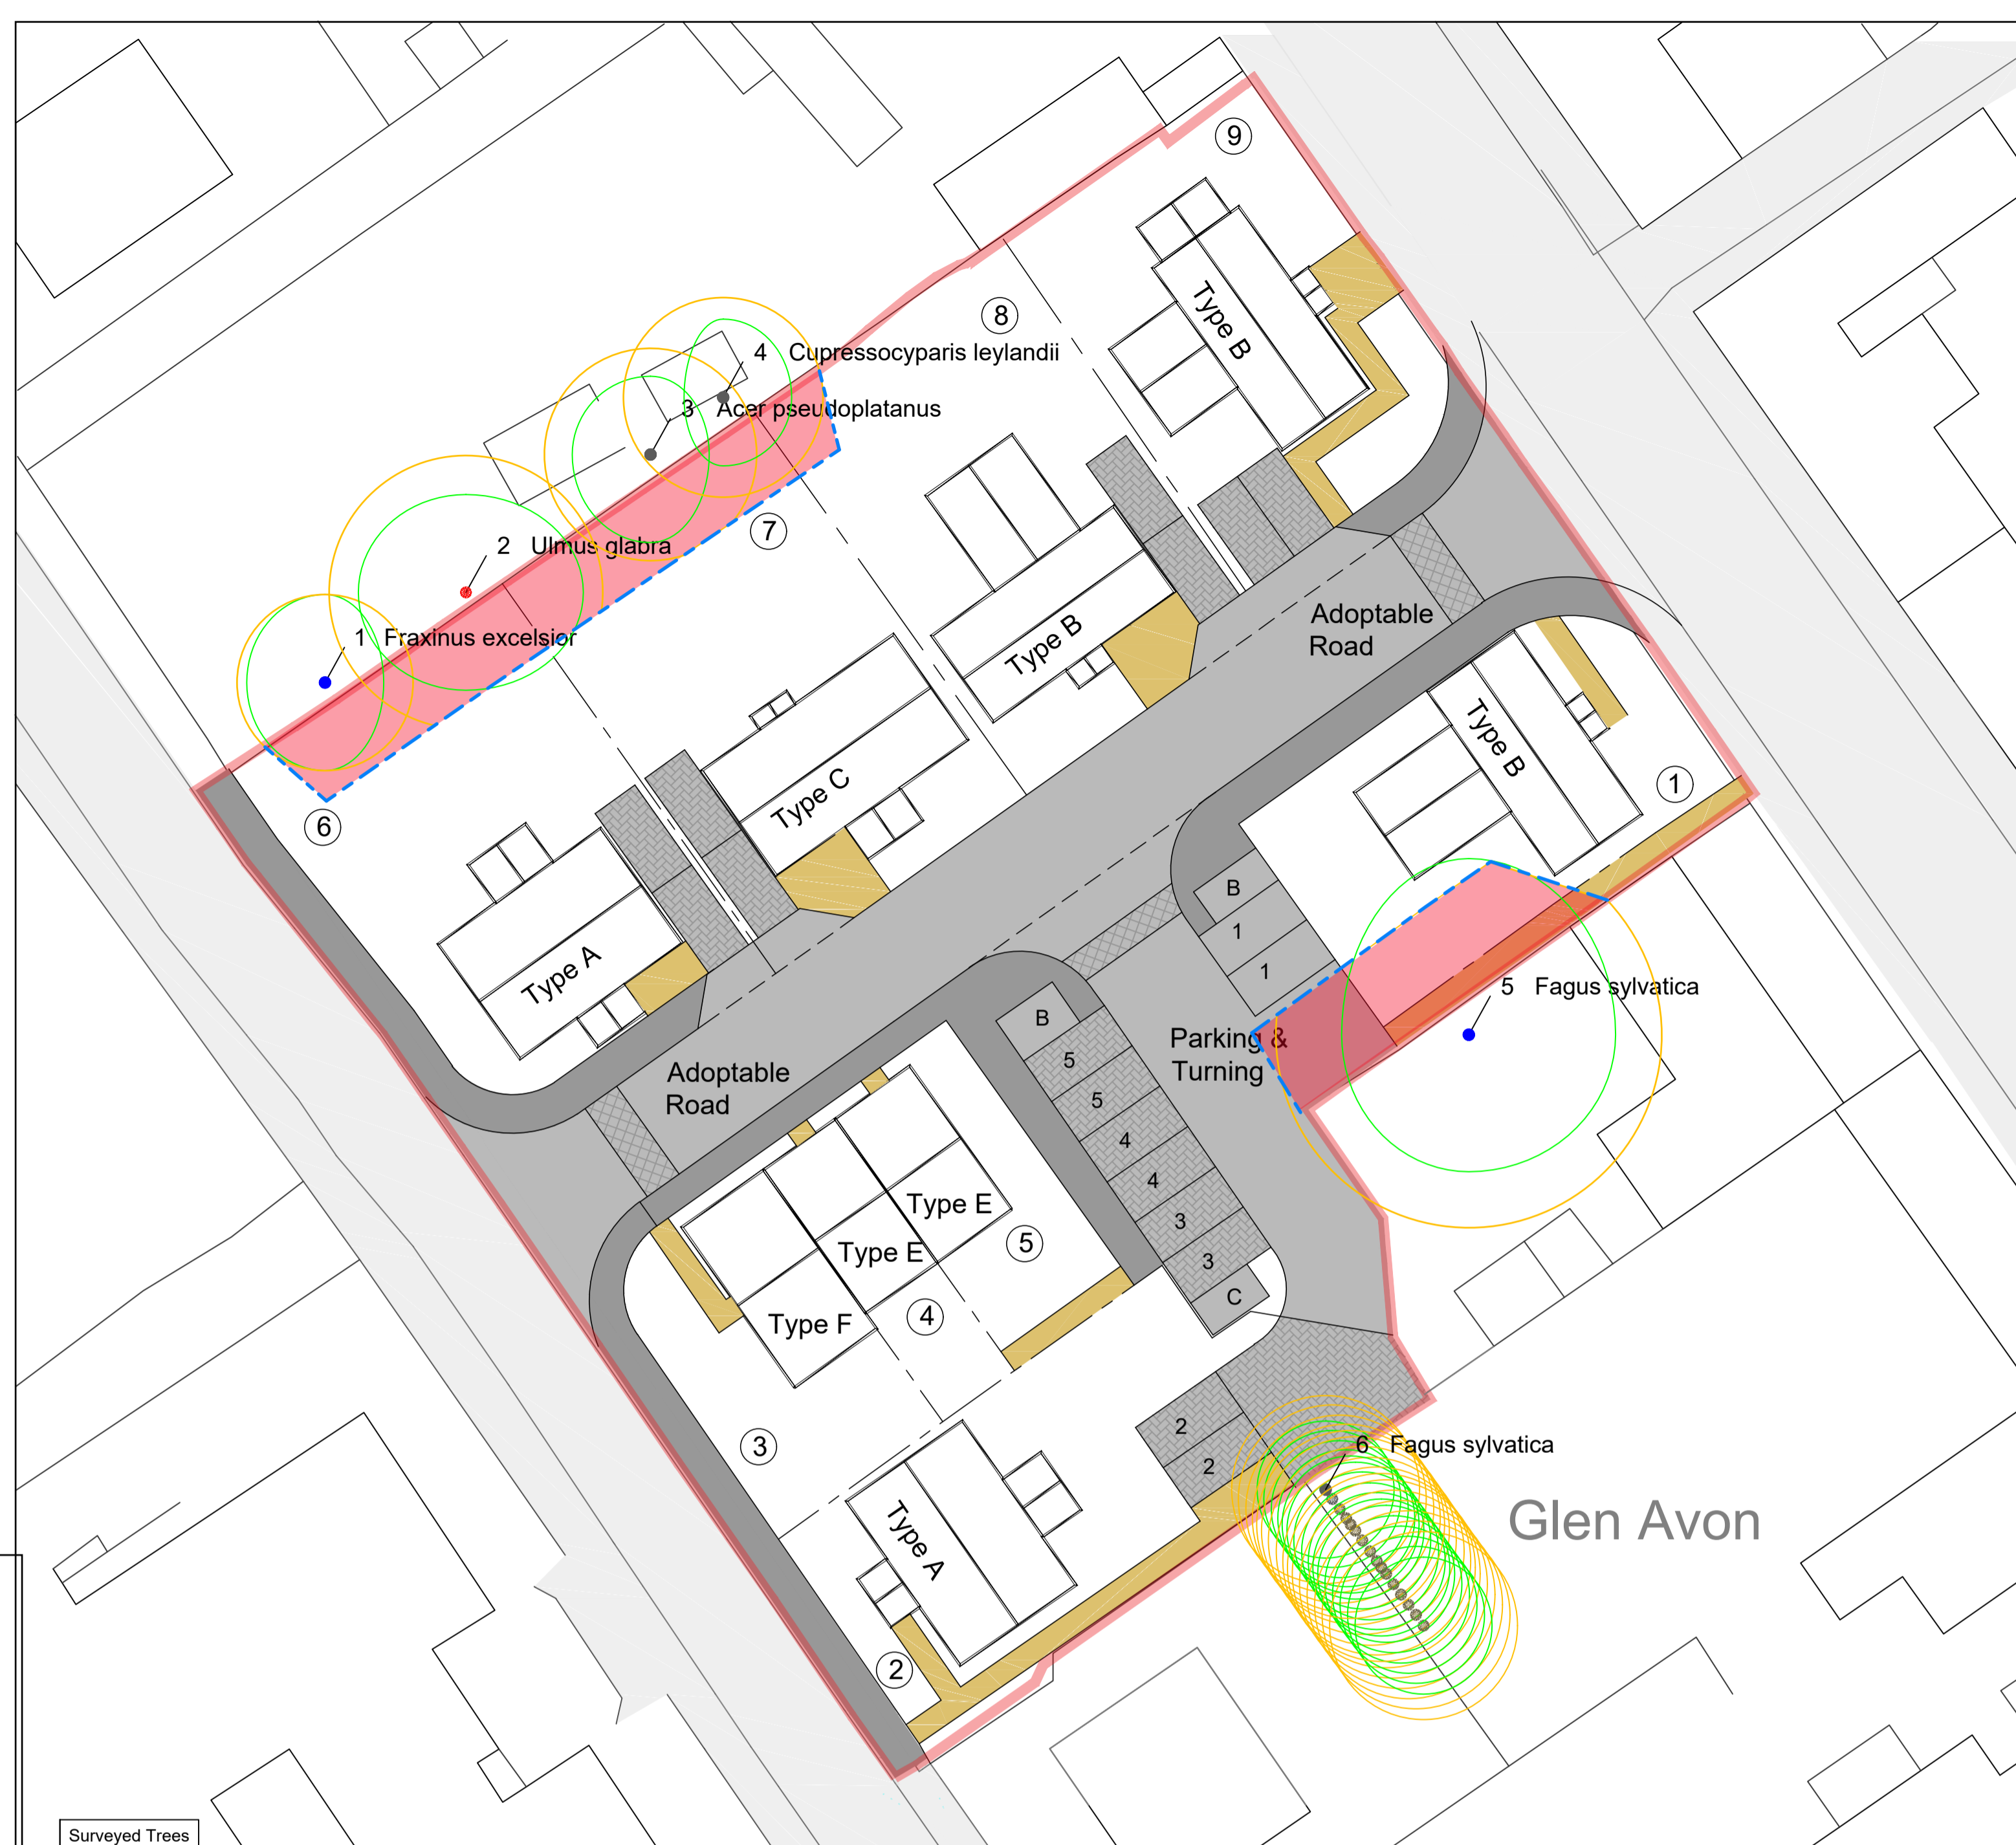 9
8
4 Cupressocyparis leylandii
3 Acer pseudoplatanus
Type B
7
2 Ulmus glabra
Adoptable
Road
1 Fraxinus excelsior
Type B
Type B
1
Type C
6
B
1
1
Type A
5 Fagus sylvatica
B
Parking &
Turning
5
Adoptable
Road
5
4
4
3
3
C
Type E
Type E
Type F
5
4
3
2
2
6 Fagus sylvatica
Glen Avon
Type A
2
Surveyed Trees